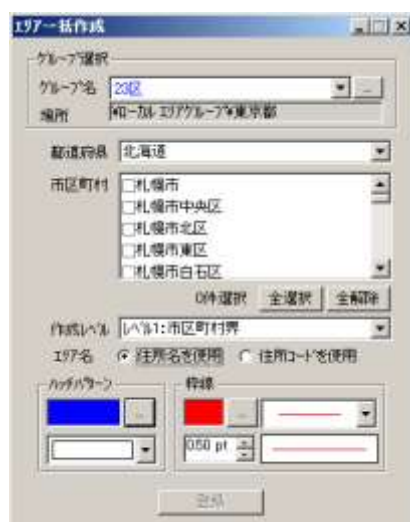 エリア一括作成
グループ選択
グループ名 23区 ...
場所 ¥ローカル エリアグループ¥東京都
都道府県 北海道
市区町村 札幌市
札幌市中央区
札幌市北区
札幌市東区
札幌市白石区
0件選択 全選択 全解除
作成レベル レベル1:市区町村界
エリア名 住所名を使用 住所コードを使用
ハッチパターン 枠線
... ...
0.50 pt
登録